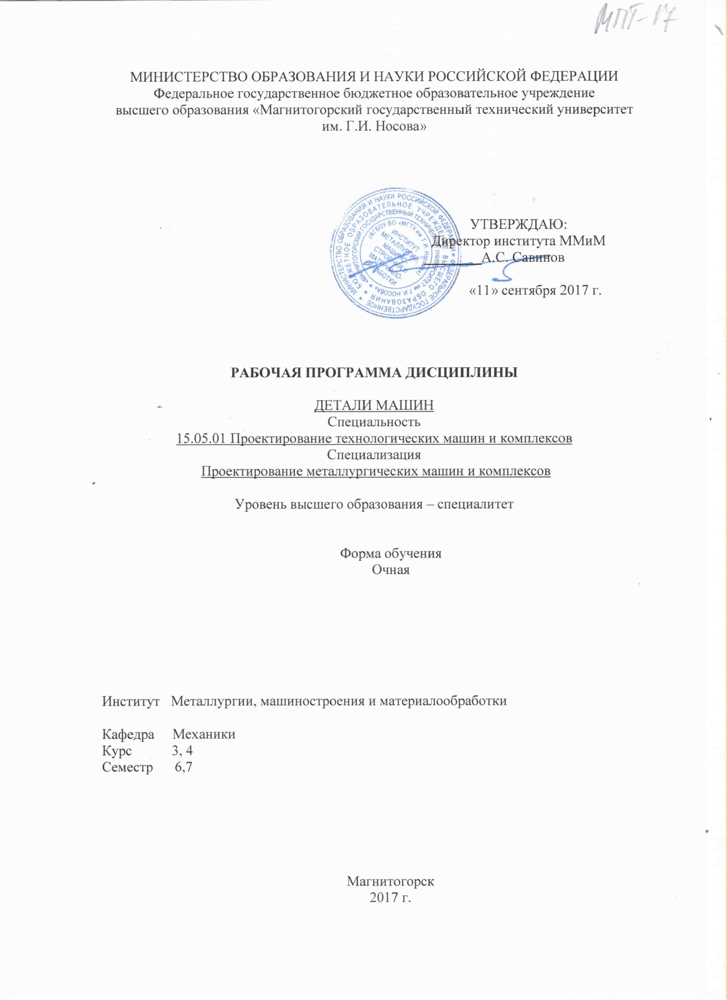 МПТ-17
МИНИСТЕРСТВО ОБРАЗОВАНИЯ И НАУКИ РОССИЙСКОЙ ФЕДЕРАЦИИ
Федеральное государственное бюджетное образовательное учреждение
высшего образования «Магнитогорский государственный технический университет
им. Г.И. Носова»
МИНИСТЕРСТВО ОБРАЗОВАНИЯ И НАУКИ РОССИЙСКОЙ ФЕДЕРАЦИИ * ФЕДЕРАЛЬНОЕ ГОСУДАРСТВЕННОЕ *
БЮДЖЕТНОЕ ОБРАЗОВАТЕЛЬНОЕ УЧРЕЖДЕНИЕ ВЫСШЕГО ОБРАЗОВАНИЯ *
«МАГНИТОГОРСКИЙ ГОСУДАРСТВЕННЫЙ ТЕХНИЧЕСКИЙ УНИВЕРСИТЕТ им. Г.И. НОСОВА» *
(ФГБОУ ВО «МГТУ им. Г.И. Носова»)
ИНСТИТУТ
МЕТАЛЛУРГИИ,
МАШИНО-
СТРОЕНИЯ И
МАТЕРИАЛО-
ОБРАБОТКИ
УТВЕРЖДАЮ:
Директор института ММиМ
________А.С. Савинов
«11» сентября 2017 г.
РАБОЧАЯ ПРОГРАММА ДИСЦИПЛИНЫ
ДЕТАЛИ МАШИН
Специальность
15.05.01 Проектирование технологических машин и комплексов
Специализация
Проектирование металлургических машин и комплексов
Уровень высшего образования – специалитет
Форма обучения
Очная
Институт Металлургии, машиностроения и материалообработки
Кафедра Механики
Курс 3, 4
Семестр 6,7
Магнитогорск
2017 г.